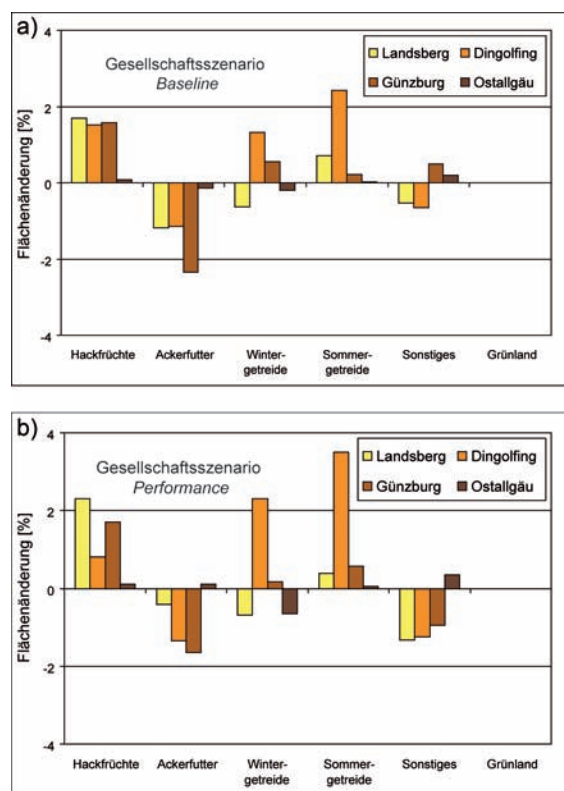 a)
Gesellschaftsszenario
Baseline
Landsberg Dingolfing
Günzburg Ostallgäu
Flächenänderung [%]
4
2
0
-2
-4
Hackfrüchte Ackerfutter Winter- Sommer- Sonstiges Grünland
getreide getreide
b)
Gesellschaftsszenario
Performance
Landsberg Dingolfing
Günzburg Ostallgäu
Flächenänderung [%]
4
2
0
-2
-4
Hackfrüchte Ackerfutter Winter- Sommer- Sonstiges Grünland
getreide getreide